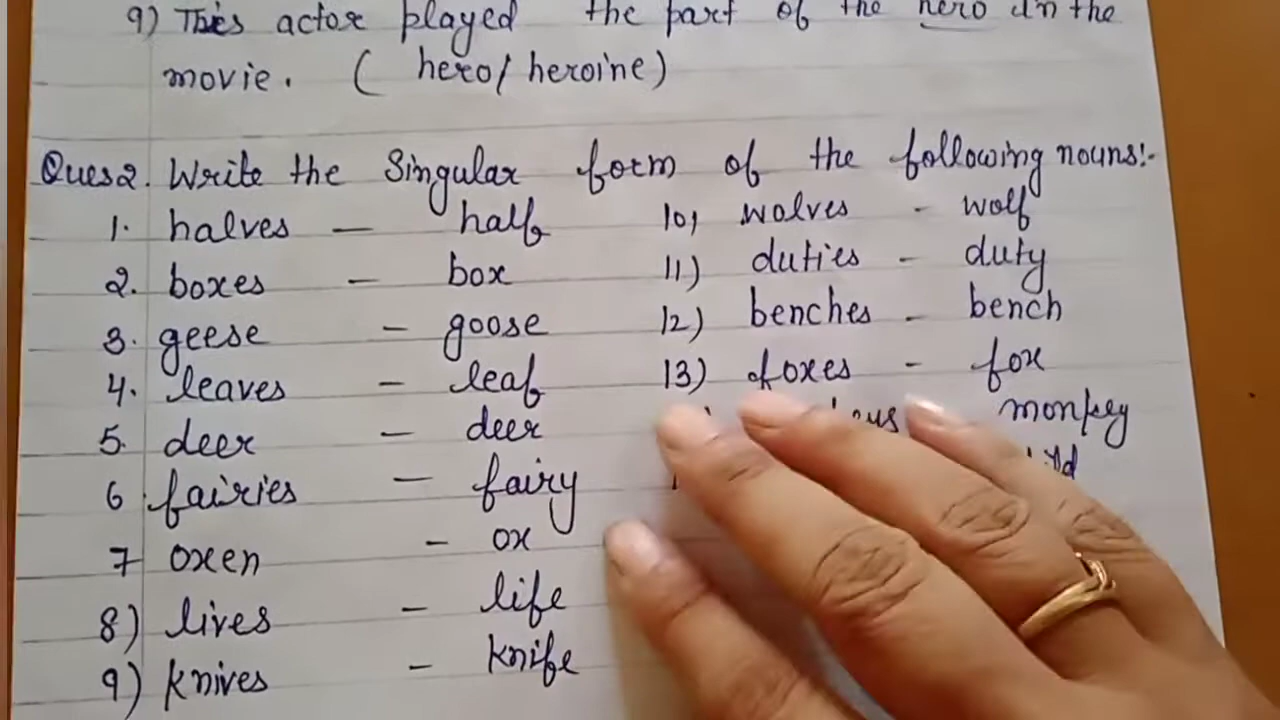 9) This actor played the part of the hero in the
movie. ( hero/ heroine)
Ques2. Write the Singular form of the following nouns:-
1. halves — half
2. boxes — box
3. geese — goose
4. leaves — leaf
5. deer — deer
6. fairies — fairy
7 oxen — ox
8) lives — life
9) knives — knife
10) wolves - wolf
11) duties - duty
12) benches - bench
13) foxes - fox
monkey